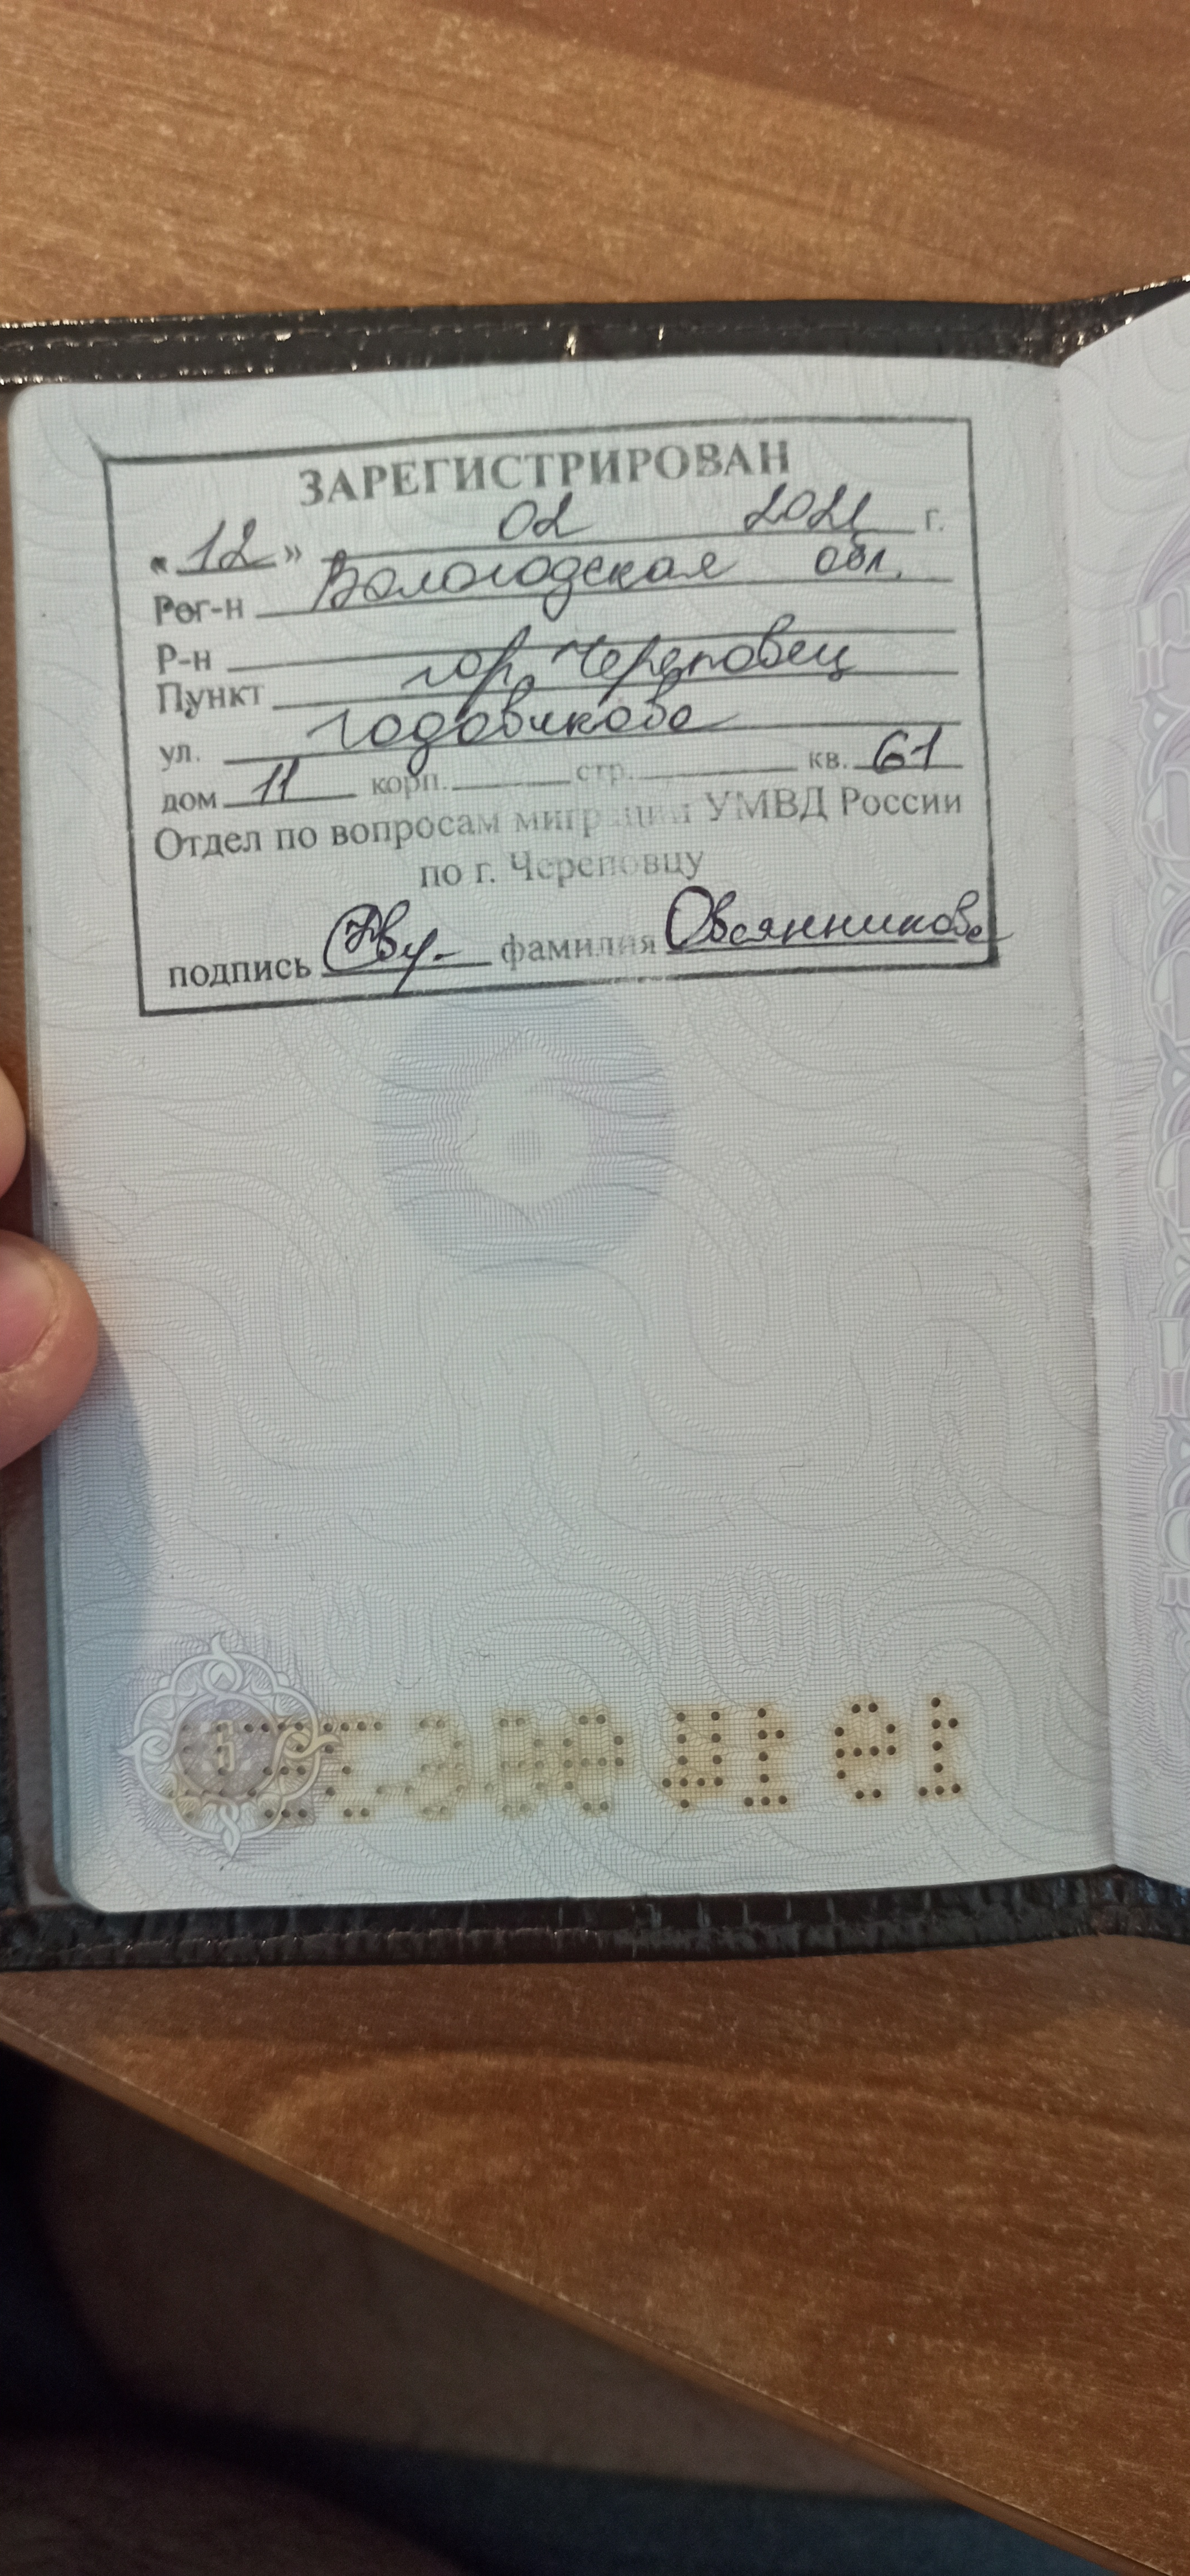 ЗАРЕГИСТРИРОВАН
«12» 02 2021 г.
Рег-н Вологодская обл.
Р-н
Пункт гор. Череповец
ул. Годовикова
дом 11 корп. стр. кв. 61
Отдел по вопросам миграции УМВД России
по г. Череповцу
подпись фамилия Овсянникова